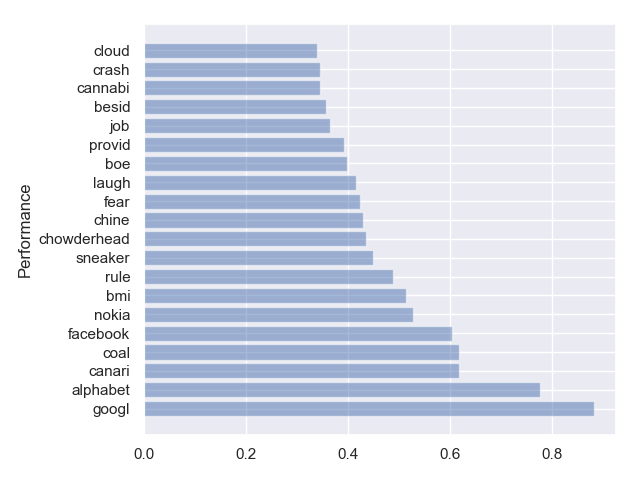 cloud
crash
cannabi
besid
job
provid
boe
laugh
fear
chine
chowderhead
sneaker
rule
bmi
nokia
facebook
coal
canari
alphabet
googl
Performance
0.0 0.2 0.4 0.6 0.8